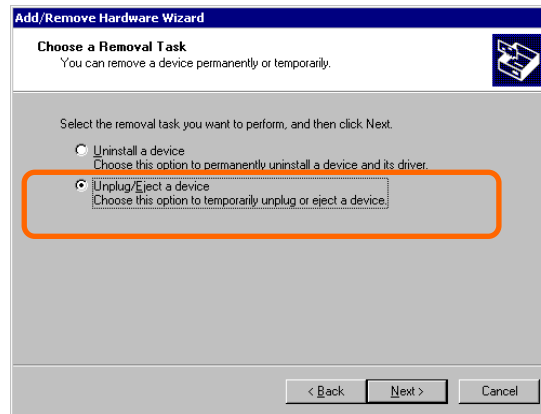 Add/Remove Hardware Wizard
Choose a Removal Task
You can remove a device permanently or temporarily.
Select the removal task you want to perform, and then click Next.
Uninstall a device
Choose this option to permanently uninstall a device and its driver.
Unplug/Eject a device
Choose this option to temporarily unplug or eject a device.
< Back
Next >
Cancel